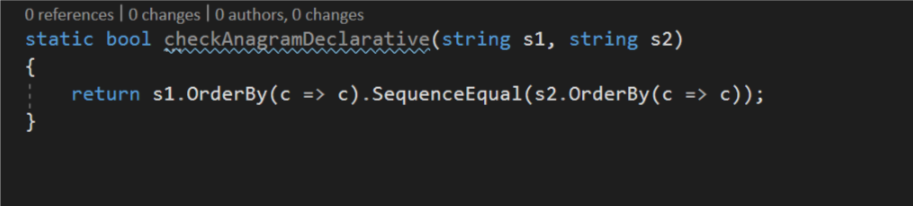 0 references | 0 changes | 0 authors, 0 changes
static bool checkAnagramDeclarative(string s1, string s2)
{
return s1.OrderBy(c => c).SequenceEqual(s2.OrderBy(c => c));
}